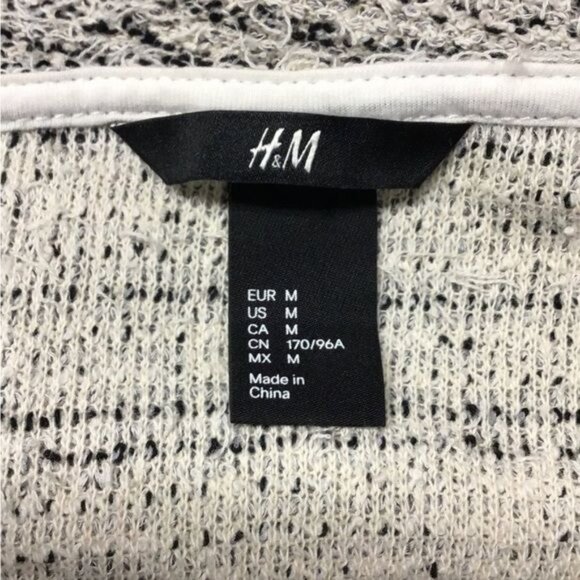 H&M
EUR M
US M
CA M
CN 170/96A
MX M
Made in
China